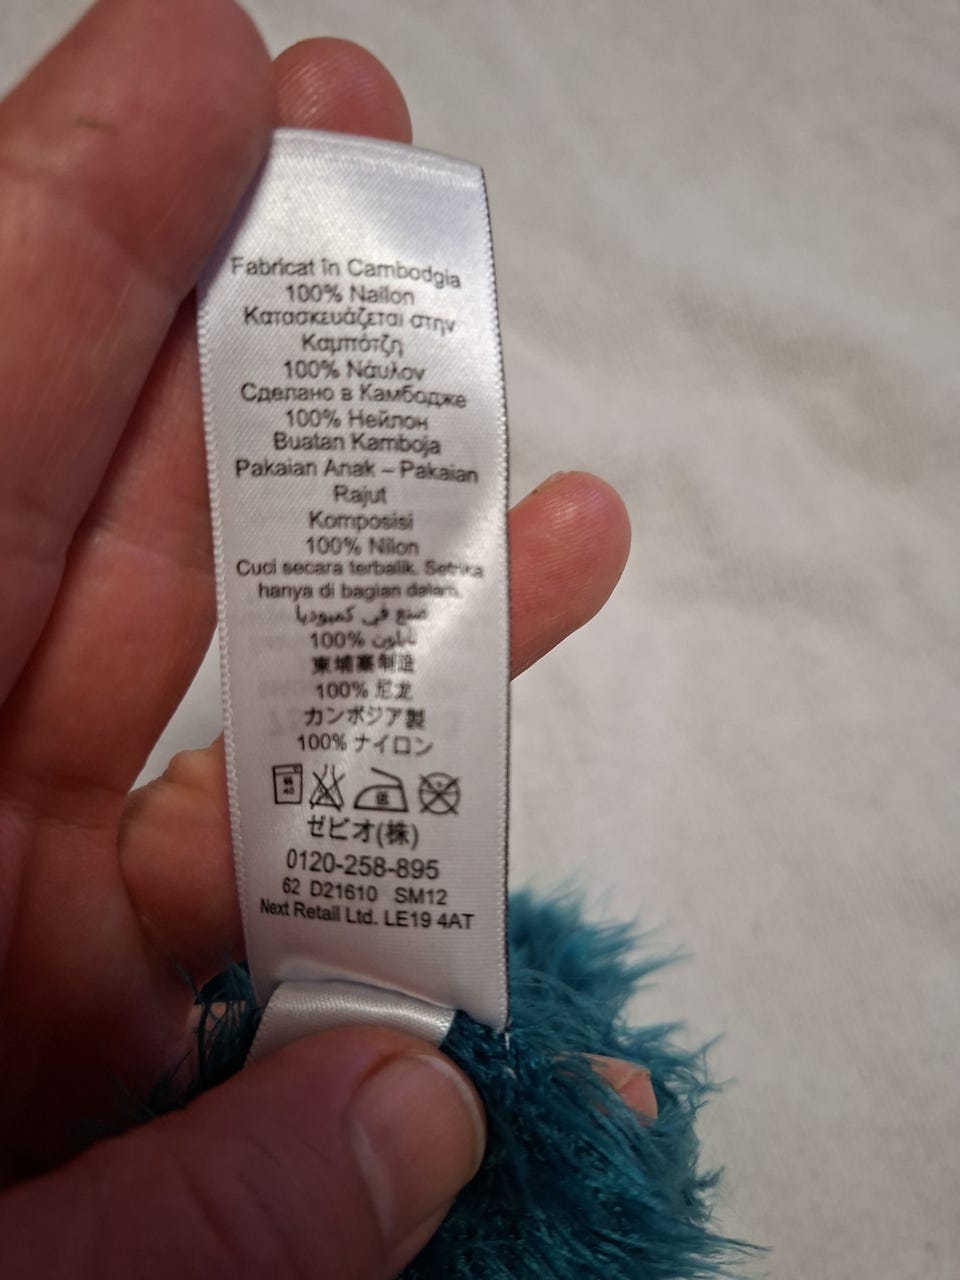 Fabricat în Cambodgia
100% Nailon
Κατασκευάζεται στην
Καμπότζη
100% Νάυλον
Сделано в Камбодже
100% Нейлон
Buatan Kamboja
Pakaian Anak – Pakaian
Rajut
Komposisi
100% Nilon
Cuci secara terbalik. Setrika
hanya di bagian dalam.
صنع في كمبوديا
100% نايلون
柬埔寨制造
100% 尼龙
カンボジア製
100% ナイロン
40
低
ゼビオ(株)
0120-258-895
62 D21610 SM12
Next Retail Ltd. LE19 4AT